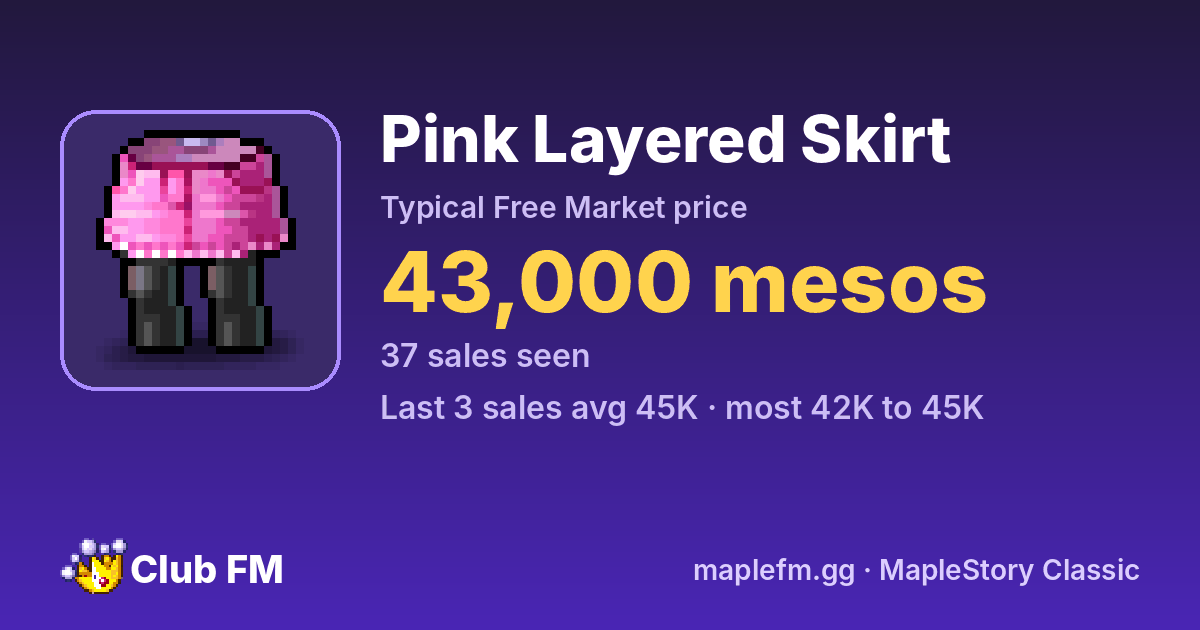 Pink Layered Skirt
Typical Free Market price
43,000 mesos
37 sales seen
Last 3 sales avg 45K · most 42K to 45K
Club FM
maplefm.gg · MapleStory Classic